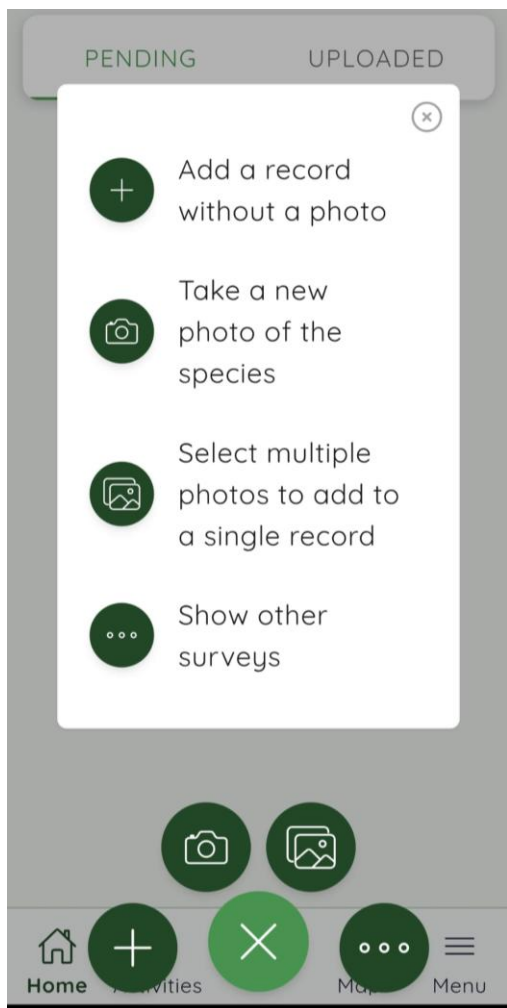 PENDING UPLOADED
Add a record
without a photo
Take a new
photo of the
species
Select multiple
photos to add to
a single record
Show other
surveys
Home Menu